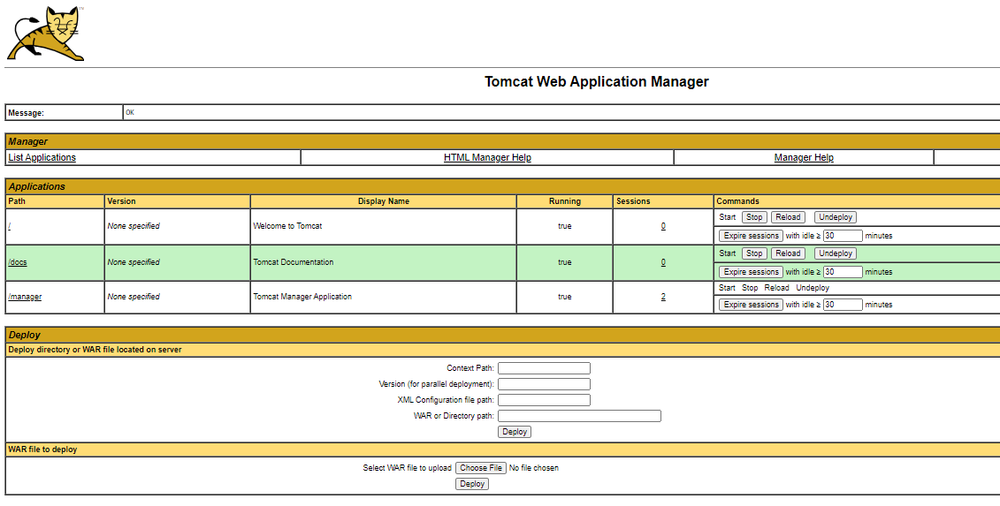 TM
Tomcat Web Application Manager
Message: OK
Manager
List Applications HTML Manager Help Manager Help
Applications
Path Version Display Name Running Sessions Commands
/ None specified Welcome to Tomcat true 0 Start Stop Reload Undeploy
Expire sessions with idle ≥ 30 minutes
/docs None specified Tomcat Documentation true 0 Start Stop Reload Undeploy
Expire sessions with idle ≥ 30 minutes
/manager None specified Tomcat Manager Application true 2 Start Stop Reload Undeploy
Expire sessions with idle ≥ 30 minutes
Deploy
Deploy directory or WAR file located on server
Context Path:
Version (for parallel deployment):
XML Configuration file path:
WAR or Directory path:
Deploy
WAR file to deploy
Select WAR file to upload Choose File No file chosen
Deploy